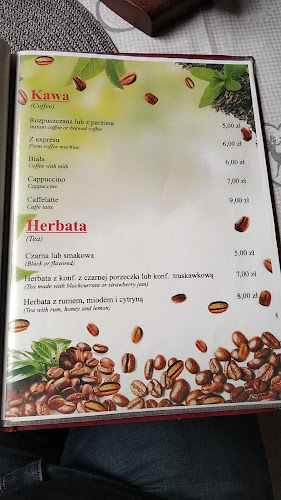 Kawa
(Coffee)
Rozpuszczana lub z parzona 5,00 zł
Instant coffee or brewed coffee
Z expresu 6,00 zł
From coffee machine
Biała 6,00 zł
Coffee with milk
Cappuccino 7,00 zł
Cappuccino
Caffelatte 9,00 zł
Caffe latte
Herbata
(Tea)
Czarna lub smakowa 5,00 zł
(Black or flavored)
Herbata z konf. z czarnej porzeczki lub konf. truskawkową 7,00 zł
(Tea made with blackcurrant or strawberry jam)
Herbata z rumem, miodem i cytryną 8,00 zł
(Tea with rum, honey and lemon)